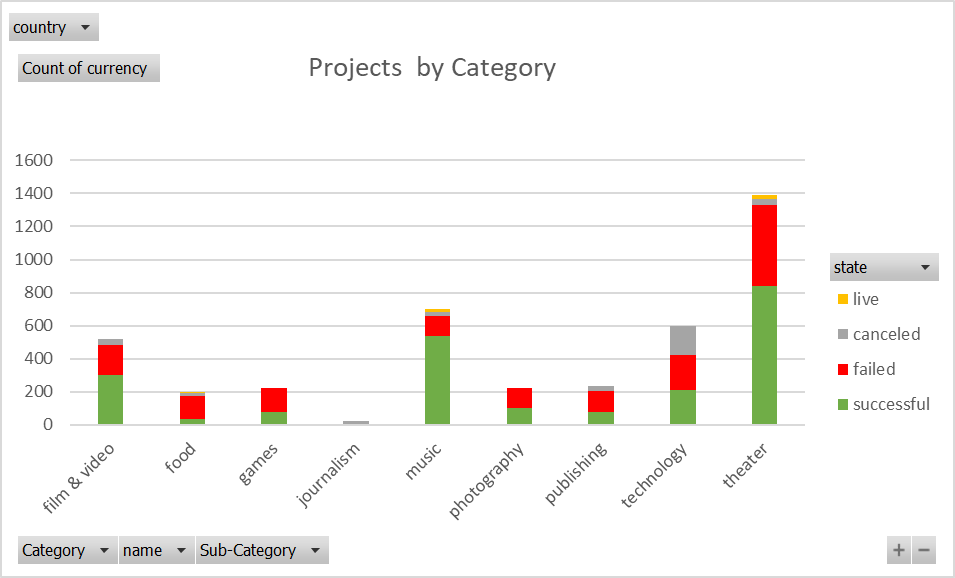 country
Count of currency
Projects by Category
1600
1400
1200
1000
800
600
400
200
0
film & video
food
games
journalism
music
photography
publishing
technology
theater
state
live
canceled
failed
successful
Category name Sub-Category
+ −